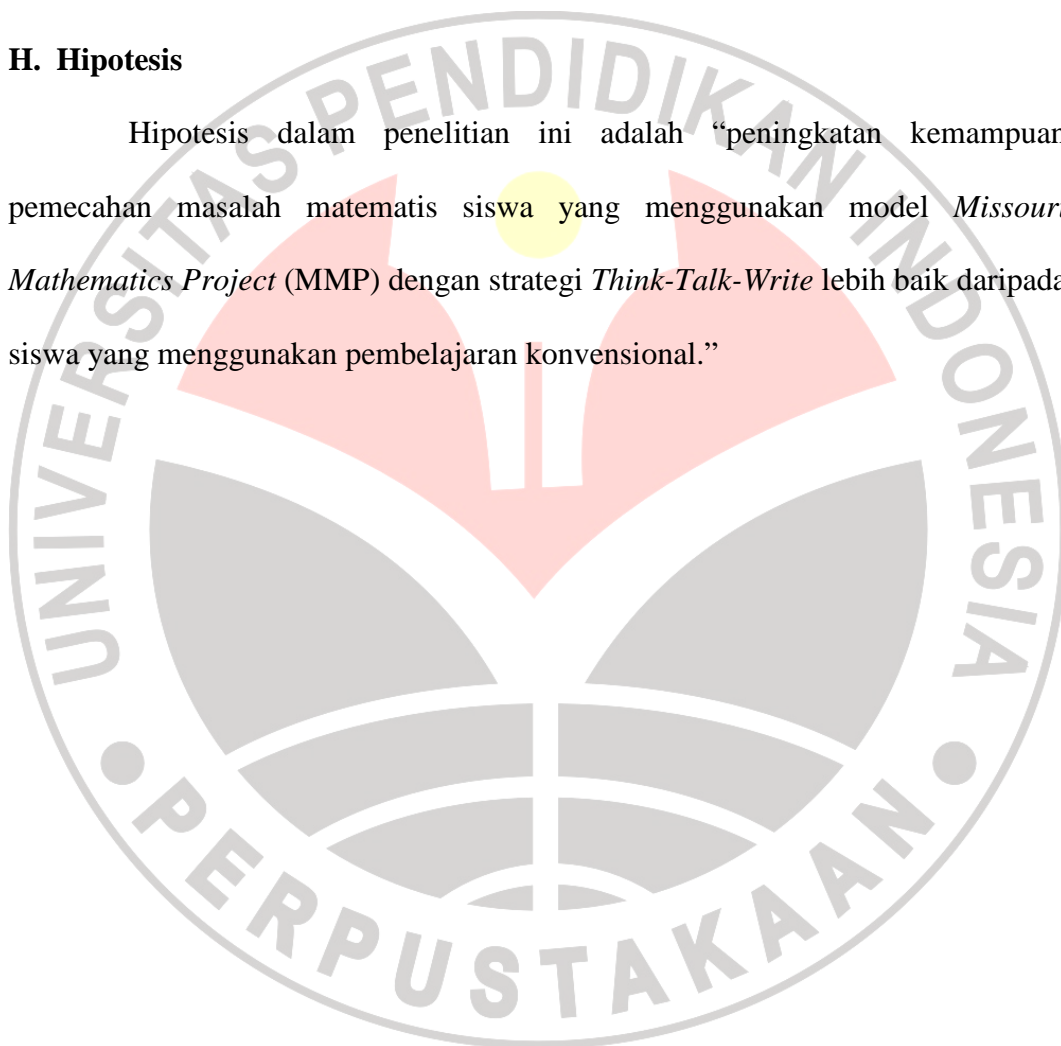 H. Hipotesis
Hipotesis dalam penelitian ini adalah “peningkatan kemampuan
pemecahan masalah matematis siswa yang menggunakan model Missouri
Mathematics Project (MMP) dengan strategi Think-Talk-Write lebih baik daripada
siswa yang menggunakan pembelajaran konvensional.”
UNIVERSITAS PENDIDIKAN INDONESIA
PERPUSTAKAAN